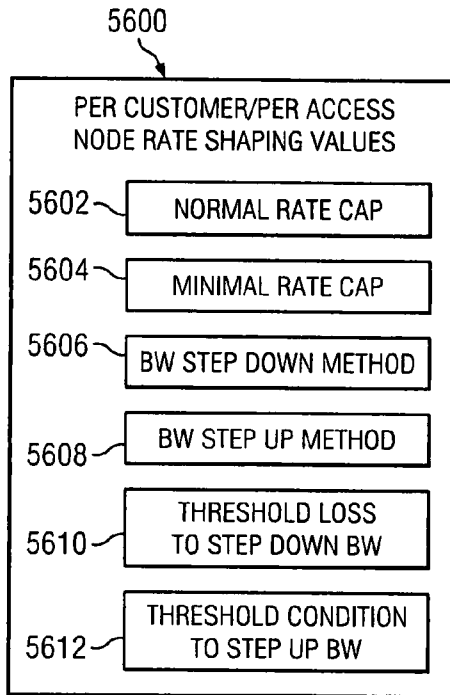 5600
PER CUSTOMER/PER ACCESS
NODE RATE SHAPING VALUES
5602
NORMAL RATE CAP
5604
MINIMAL RATE CAP
5606
BW STEP DOWN METHOD
5608
BW STEP UP METHOD
5610
THRESHOLD LOSS
TO STEP DOWN BW
5612
THRESHOLD CONDITION
TO STEP UP BW